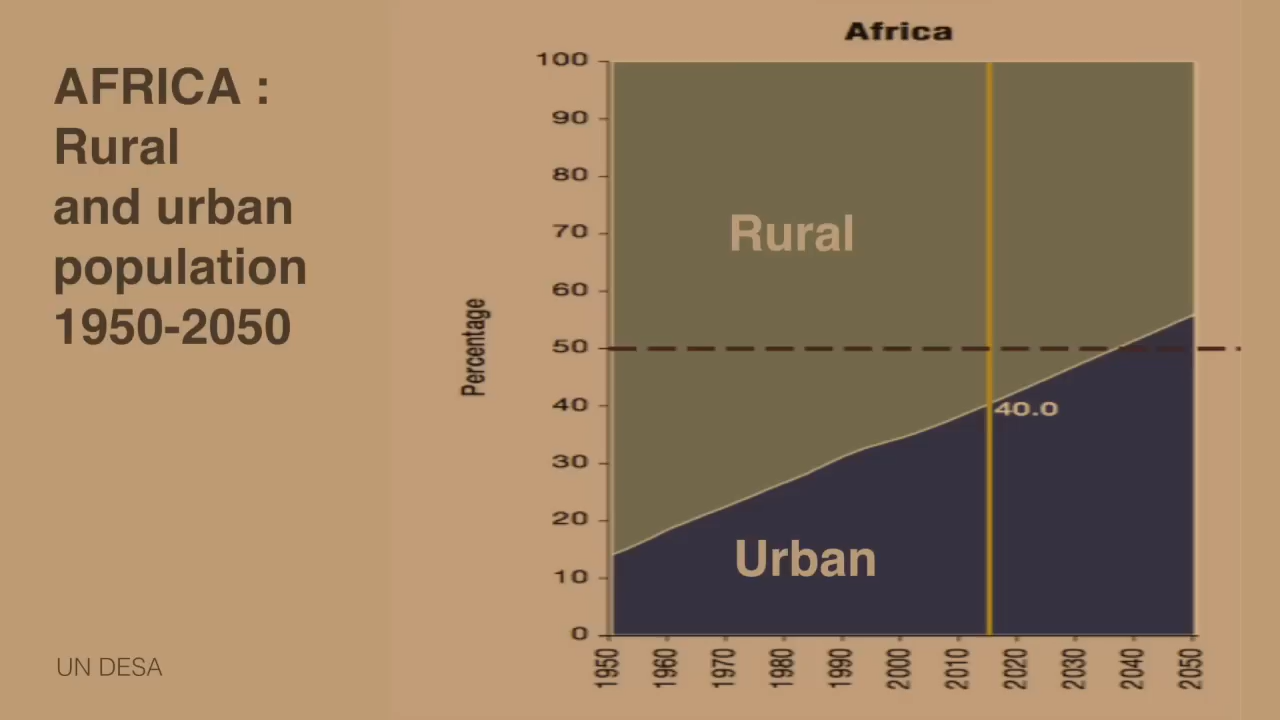 AFRICA :
Rural
and urban
population
1950-2050
UN DESA
Africa
Percentage
100
90
80
70
60
50
40
30
20
10
0
Rural
40.0
Urban
1950 1960 1970 1980 1990 2000 2010 2020 2030 2040 2050